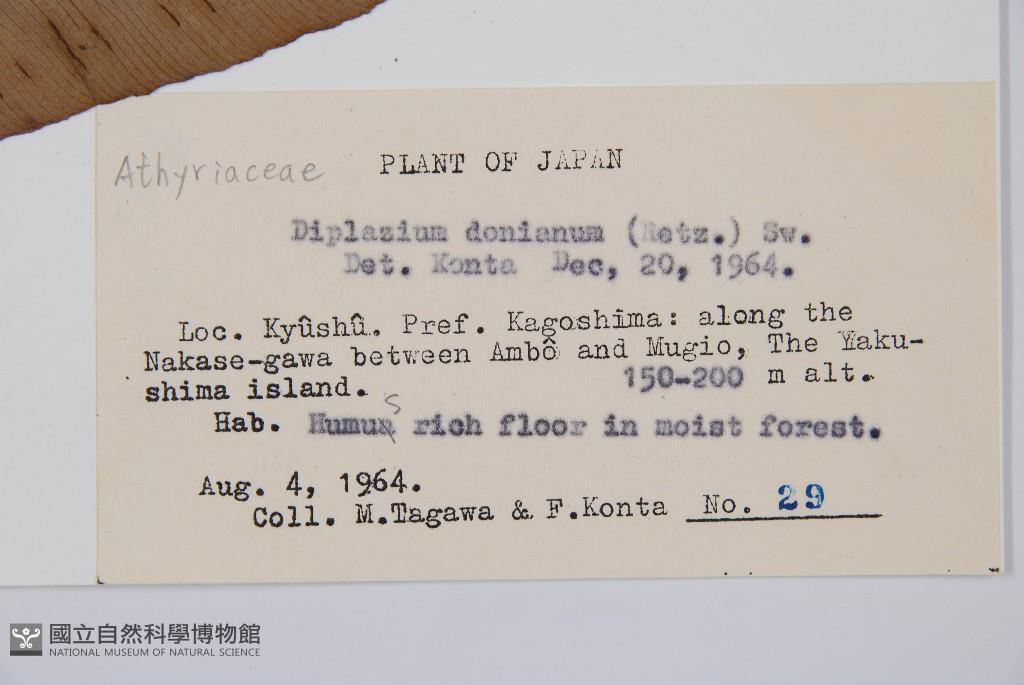 Athyriaceae PLANT OF JAPAN
Diplazium donianum (Retz.) Sw.
Det. Konta Dec, 20, 1964.
Loc. Kyûshû. Pref. Kagoshima: along the
Nakase-gawa between Ambô and Mugio, The Yaku-
shima island. 150-200 m alt.
Hab. Humus rich floor in moist forest.
Aug. 4, 1964.
Coll. M.Tagawa & F.Konta No. 29
國立自然科學博物館
NATIONAL MUSEUM OF NATURAL SCIENCE